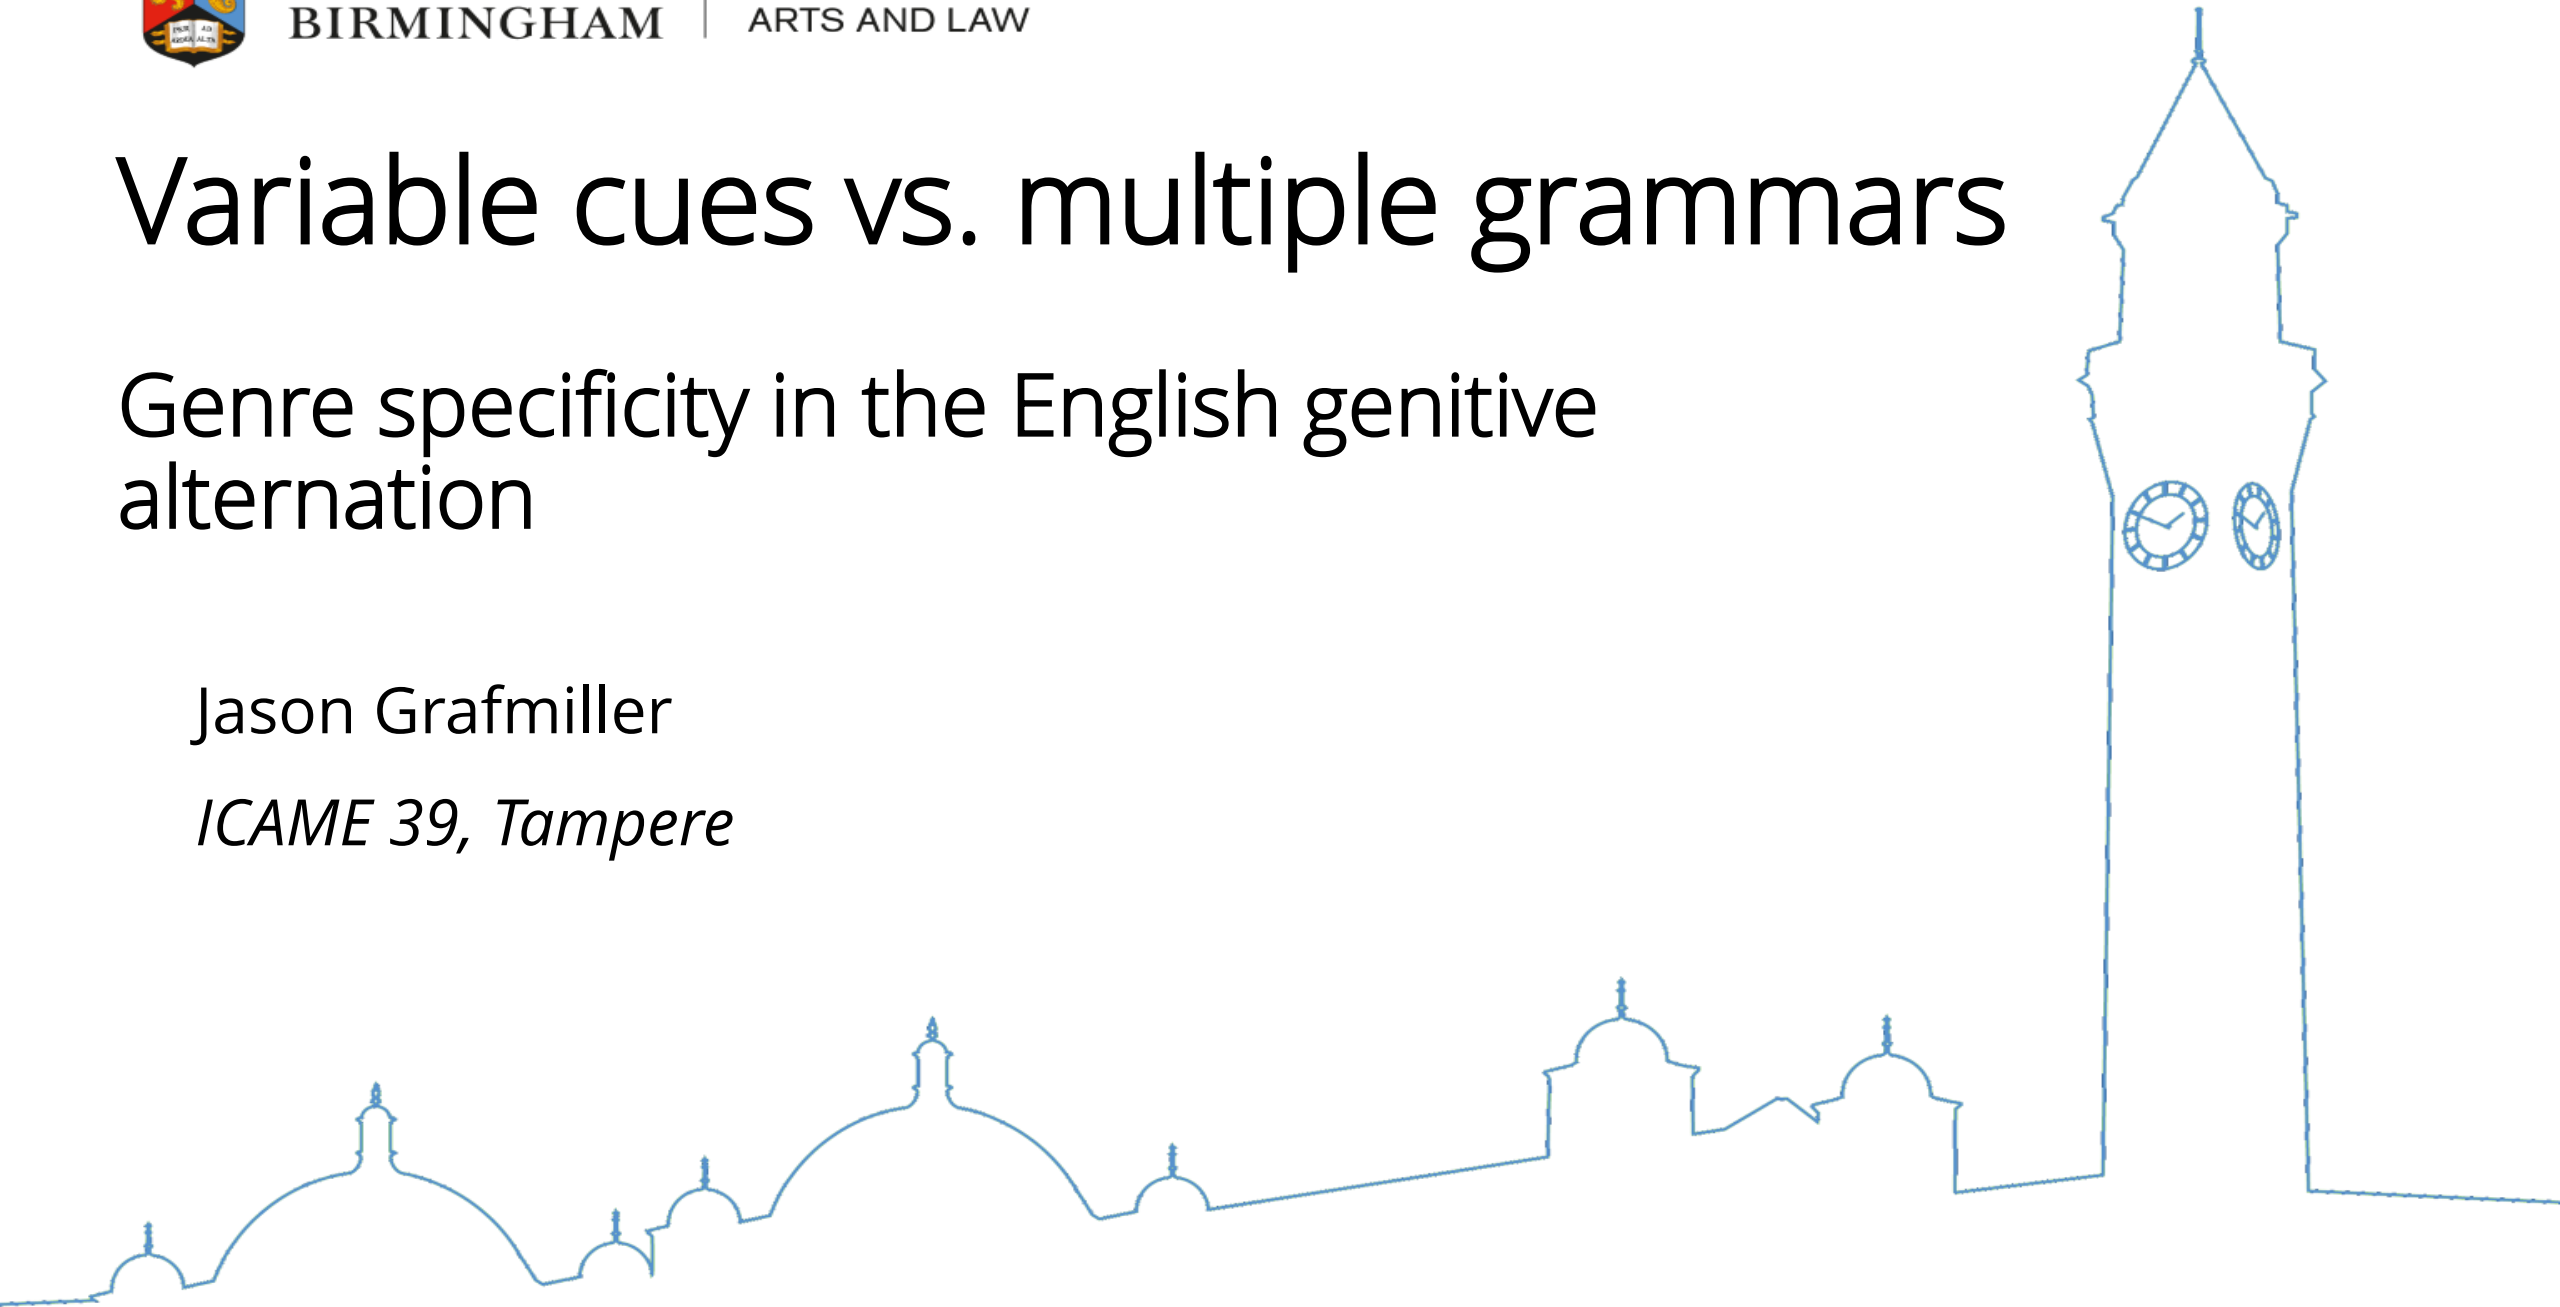 BIRMINGHAM | ARTS AND LAW
Variable cues vs. multiple grammars
Genre specificity in the English genitive
alternation
Jason Grafmiller
ICAME 39, Tampere